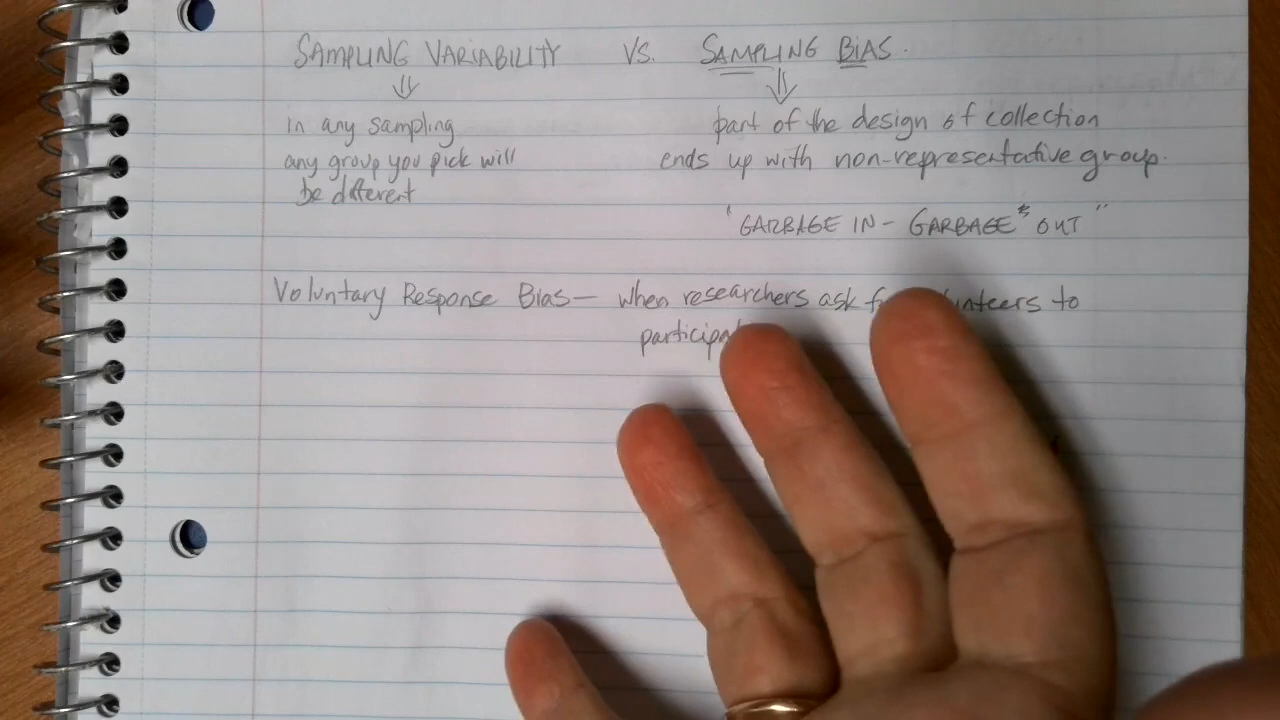 SAMPLING VARIABILITY VS. SAMPLING BIAS.
⇓ ⇓
in any sampling part of the design of collection
any group you pick will ends up with non-representative group.
be different
"GARBAGE IN - GARBAGE OUT"
Voluntary Response Bias - when researchers ask to